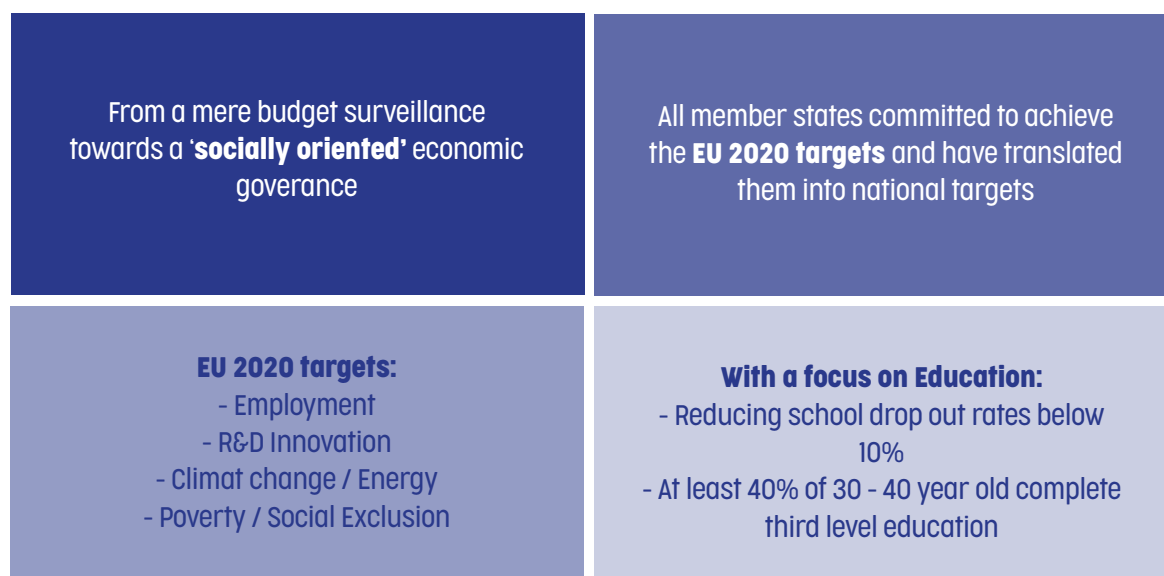 From a mere budget surveillance
towards a ‘socially oriented’ economic
goverance
All member states committed to achieve
the EU 2020 targets and have translated
them into national targets
EU 2020 targets:
- Employment
- R&D Innovation
- Climat change / Energy
- Poverty / Social Exclusion
With a focus on Education:
- Reducing school drop out rates below
10%
- At least 40% of 30 - 40 year old complete
third level education